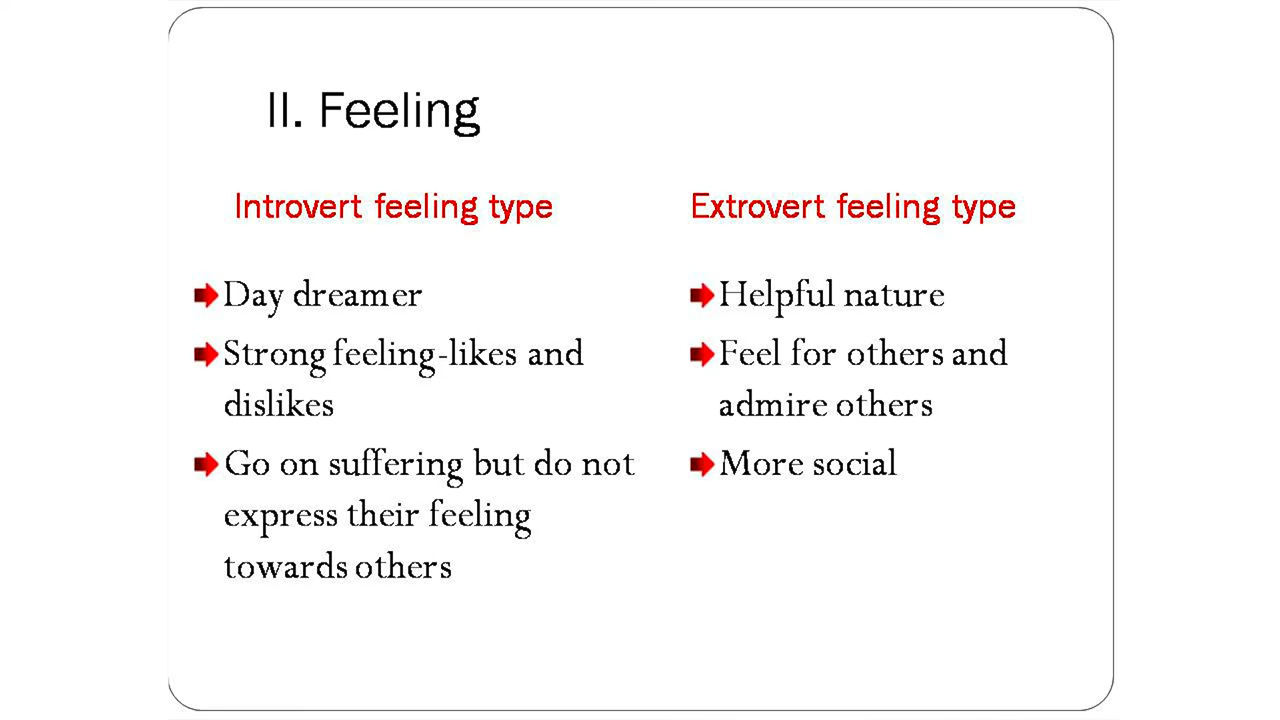 II. Feeling
Introvert feeling type
Day dreamer
Strong feeling-likes and
dislikes
Go on suffering but do not
express their feeling
towards others
Extrovert feeling type
Helpful nature
Feel for others and
admire others
More social